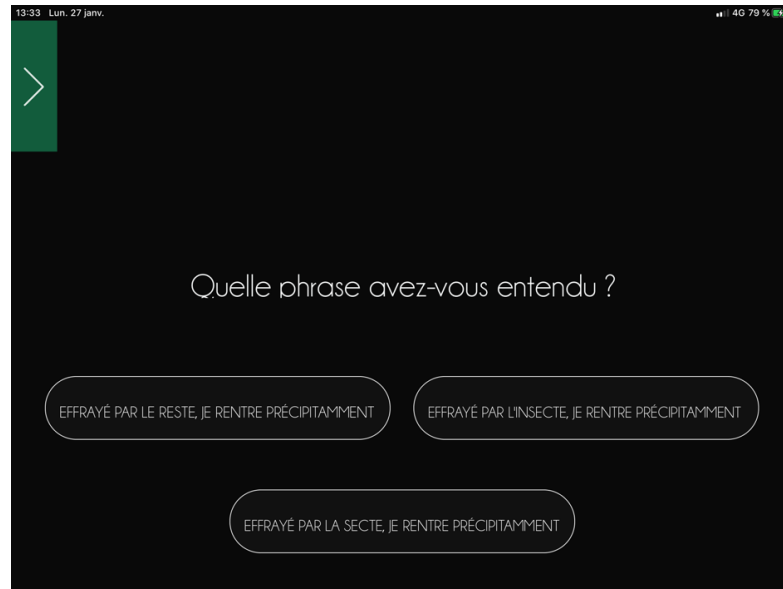 13:33 Lun. 27 janv.
4G 79 %
Quelle phrase avez-vous entendu ?
EFFRAYÉ PAR LE RESTE, JE RENTRE PRÉCIPITAMMENT
EFFRAYÉ PAR L'INSECTE, JE RENTRE PRÉCIPITAMMENT
EFFRAYÉ PAR LA SECTE, JE RENTRE PRÉCIPITAMMENT